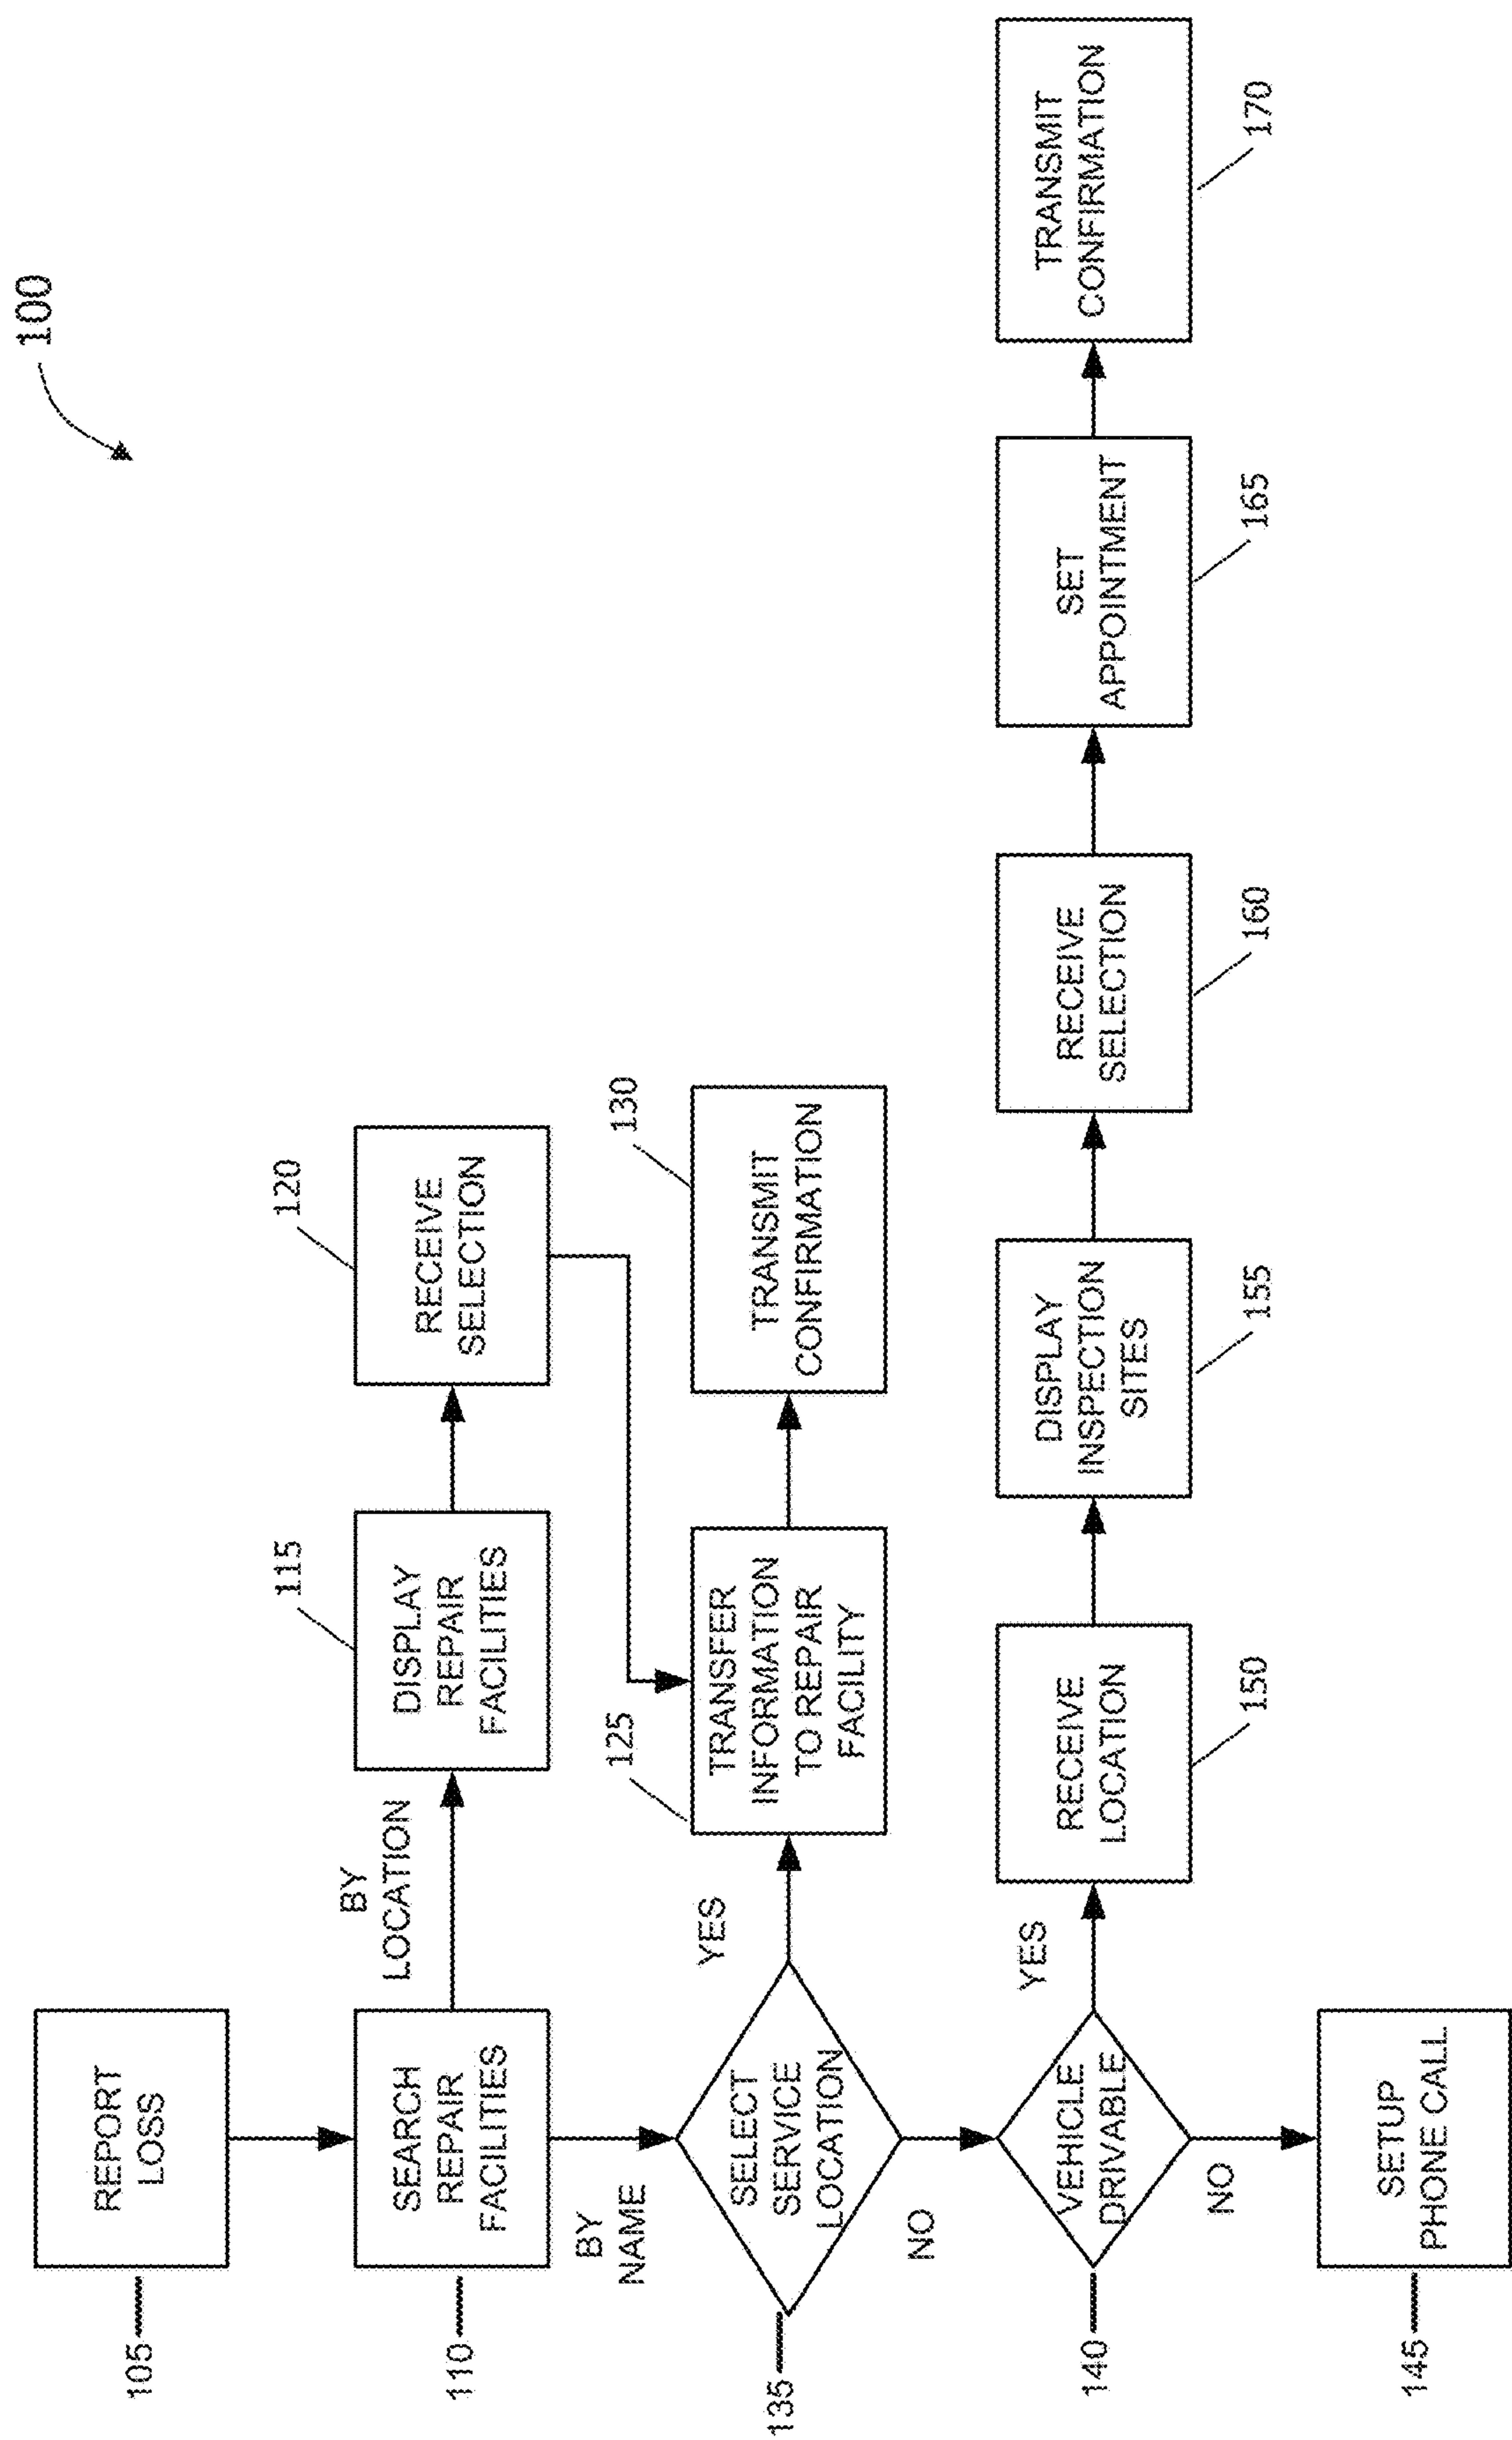 100
REPORT
LOSS
105
SEARCH
REPAIR
FACILITIES
110
BY
LOCATION
DISPLAY
REPAIR
FACILITIES
115
RECEIVE
SELECTION
120
BY
NAME
SELECT
SERVICE
LOCATION
135
YES
TRANSFER
INFORMATION
TO REPAIR
FACILITY
125
TRANSMIT
CONFIRMATION
130
NO
VEHICLE
DRIVABLE
140
YES
RECEIVE
LOCATION
150
DISPLAY
INSPECTION
SITES
155
RECEIVE
SELECTION
160
SET
APPOINTMENT
165
TRANSMIT
CONFIRMATION
170
NO
SETUP
PHONE CALL
145